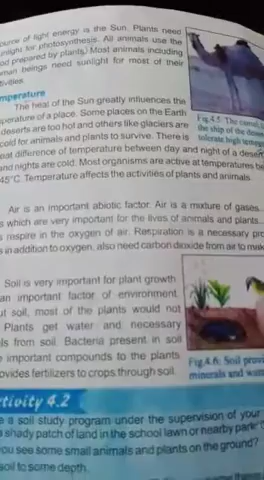 ource of light energy is the Sun. Plants need
unlight for photosynthesis. All animals use the
od prepared by plants. Most animals including
man beings need sunlight for most of their
tivities.
mperature
The heat of the Sun greatly influences the
perature of a place. Some places on the Earth
deserts are too hot and others like glaciers are
cold for animals and plants to survive. There is
eat difference of temperature between day and night of a desert
and nights are cold. Most organisms are active at temperatures be
45°C. Temperature affects the activities of plants and animals.
Fig.4.5: The camel,
the ship of the desert
tolerate high
Air is an important abiotic factor. Air is a mixture of gases.
s which are very important for the lives of animals and plants.
s respire in the oxygen of air. Respiration is a necessary pro
s in addition to oxygen, also need carbon dioxide from air to mak
Soil is very important for plant growth
an important factor of environment.
ut soil, most of the plants would not
Plants get water and necessary
ls from soil. Bacteria present in soil
e important compounds to the plants
ovides fertilizers to crops through soil.
Fig.4.6: Soil prov
minerals and wat
tivity 4.2
e a soil study program under the supervision of your
a shady patch of land in the school lawn or nearby park.
you see some small animals and plants on the ground?
soil to some depth.